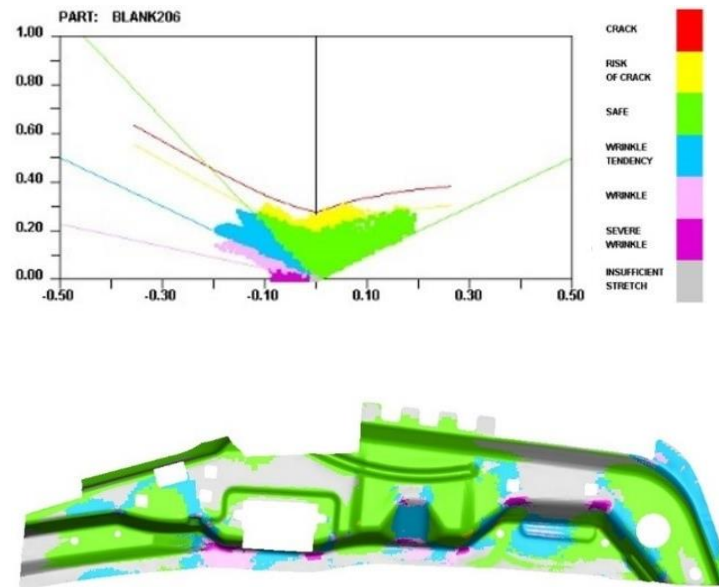 PART: BLANK206
1.00
0.80
0.60
0.40
0.20
0.00
-0.50
-0.30
-0.10
0.10
0.30
0.50
CRACK
RISK
OF CRACK
SAFE
WRINKLE
TENDENCY
WRINKLE
SEVERE
WRINKLE
INSUFFICIENT
STRETCH